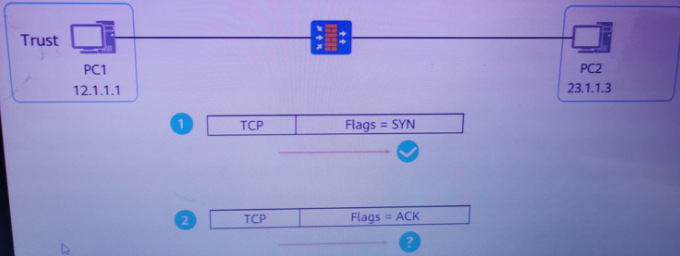 Trust
PC1
12.1.1.1
PC2
23.1.1.3
1 TCP Flags = SYN
2 TCP Flags = ACK
?